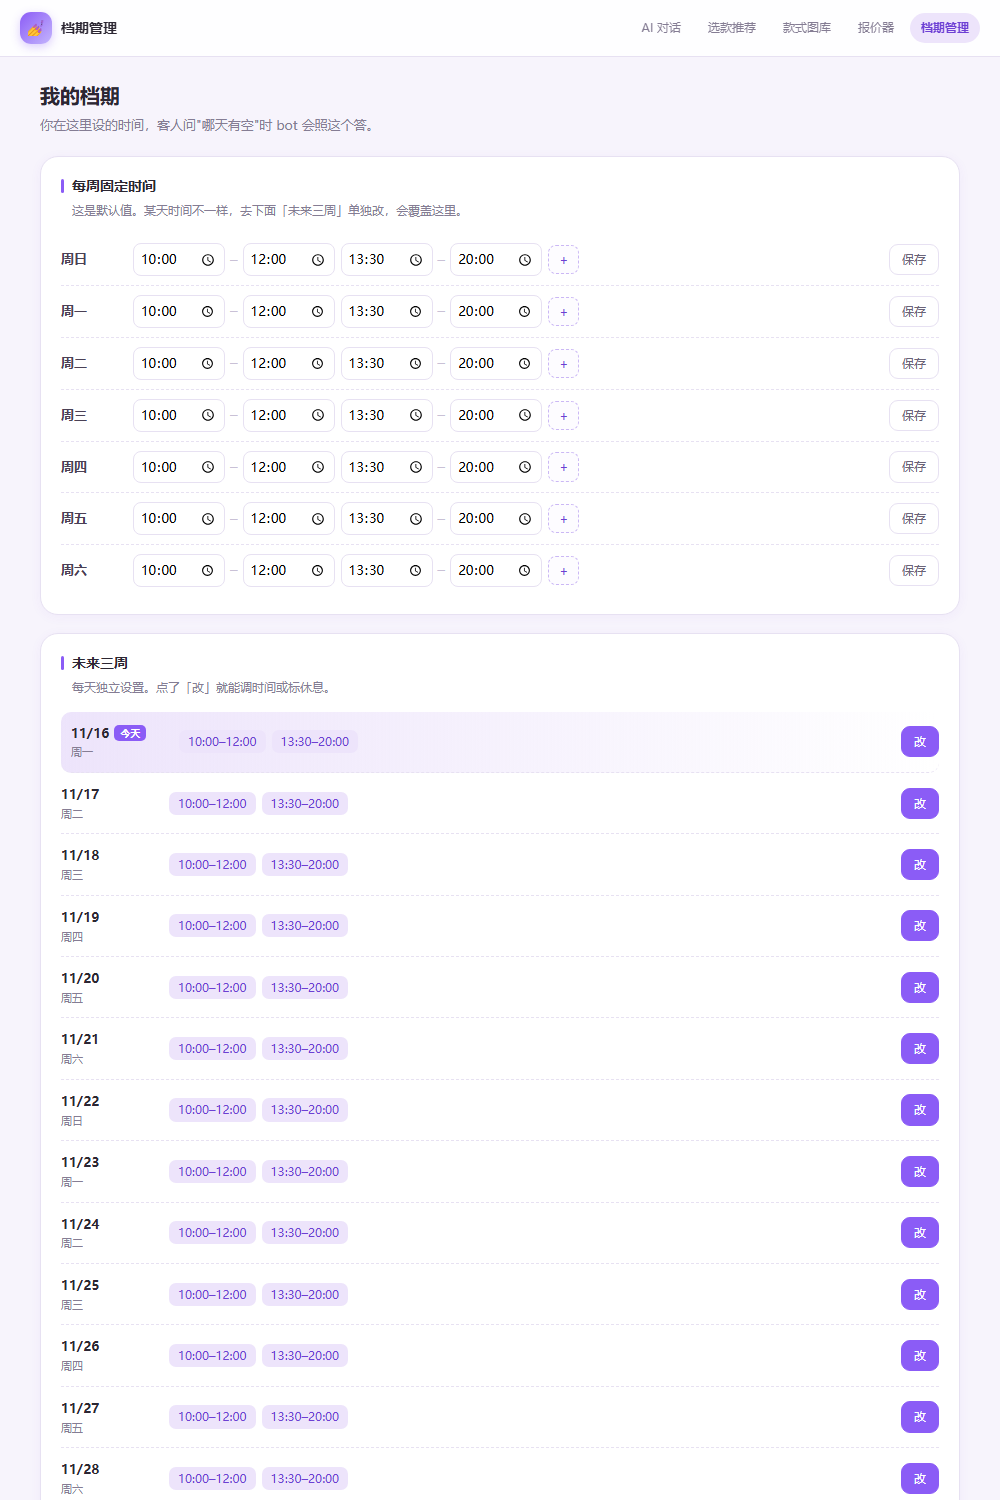 档期管理 AI 对话 选款推荐 款式图库 报价器 档期管理
我的档期
你在这里设的时间，客人问"哪天有空"时 bot 会照这个答。
每周固定时间
这是默认值。某天时间不一样，去下面「未来三周」单独改，会覆盖这里。
周日 10:00 – 12:00 13:30 – 20:00 + 保存
周一 10:00 – 12:00 13:30 – 20:00 + 保存
周二 10:00 – 12:00 13:30 – 20:00 + 保存
周三 10:00 – 12:00 13:30 – 20:00 + 保存
周四 10:00 – 12:00 13:30 – 20:00 + 保存
周五 10:00 – 12:00 13:30 – 20:00 + 保存
周六 10:00 – 12:00 13:30 – 20:00 + 保存
未来三周
每天独立设置。点了「改」就能调时间或标休息。
11/16 今天
周一
10:00–12:00 13:30–20:00 改
11/17
周二
10:00–12:00 13:30–20:00 改
11/18
周三
10:00–12:00 13:30–20:00 改
11/19
周四
10:00–12:00 13:30–20:00 改
11/20
周五
10:00–12:00 13:30–20:00 改
11/21
周六
10:00–12:00 13:30–20:00 改
11/22
周日
10:00–12:00 13:30–20:00 改
11/23
周一
10:00–12:00 13:30–20:00 改
11/24
周二
10:00–12:00 13:30–20:00 改
11/25
周三
10:00–12:00 13:30–20:00 改
11/26
周四
10:00–12:00 13:30–20:00 改
11/27
周五
10:00–12:00 13:30–20:00 改
11/28
周六
10:00–12:00 13:30–20:00 改